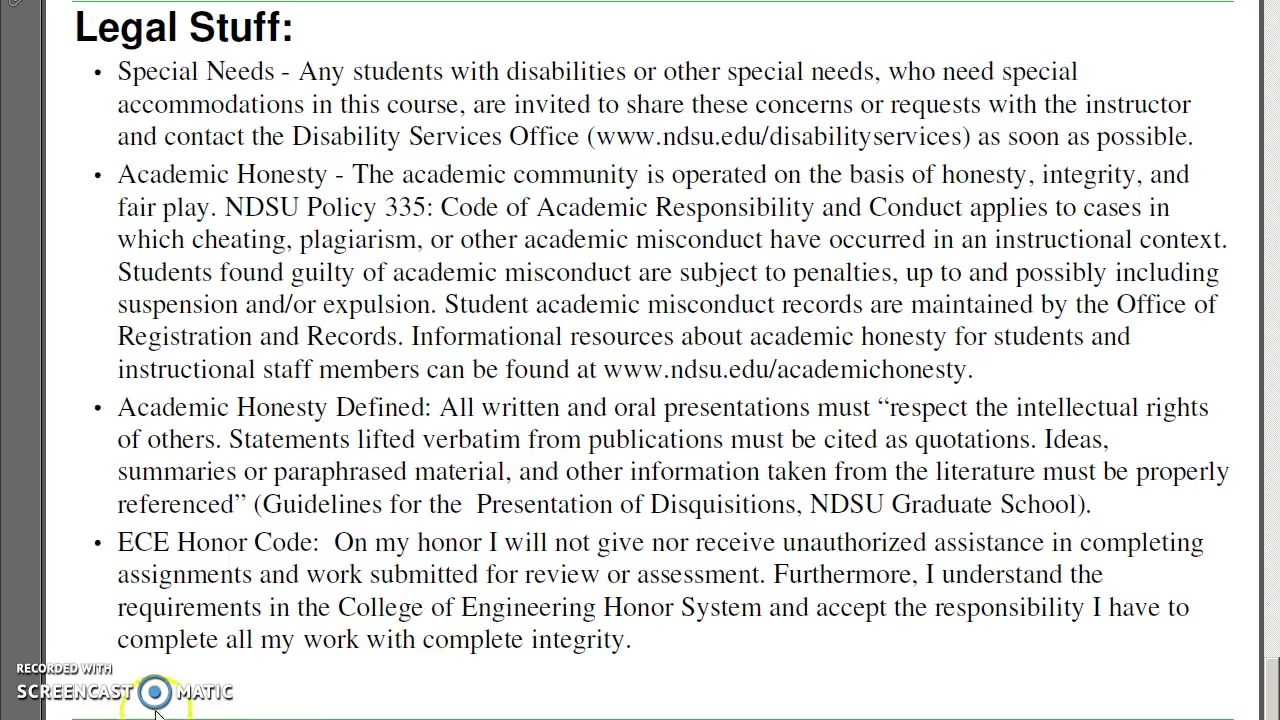 Legal Stuff:
• Special Needs - Any students with disabilities or other special needs, who need special
accommodations in this course, are invited to share these concerns or requests with the instructor
and contact the Disability Services Office (www.ndsu.edu/disabilityservices) as soon as possible.
• Academic Honesty - The academic community is operated on the basis of honesty, integrity, and
fair play. NDSU Policy 335: Code of Academic Responsibility and Conduct applies to cases in
which cheating, plagiarism, or other academic misconduct have occurred in an instructional context.
Students found guilty of academic misconduct are subject to penalties, up to and possibly including
suspension and/or expulsion. Student academic misconduct records are maintained by the Office of
Registration and Records. Informational resources about academic honesty for students and
instructional staff members can be found at www.ndsu.edu/academichonesty.
• Academic Honesty Defined: All written and oral presentations must “respect the intellectual rights
of others. Statements lifted verbatim from publications must be cited as quotations. Ideas,
summaries or paraphrased material, and other information taken from the literature must be properly
referenced” (Guidelines for the Presentation of Disquisitions, NDSU Graduate School).
• ECE Honor Code: On my honor I will not give nor receive unauthorized assistance in completing
assignments and work submitted for review or assessment. Furthermore, I understand the
requirements in the College of Engineering Honor System and accept the responsibility I have to
complete all my work with complete integrity.
RECORDED WITH
SCREENCAST MATIC